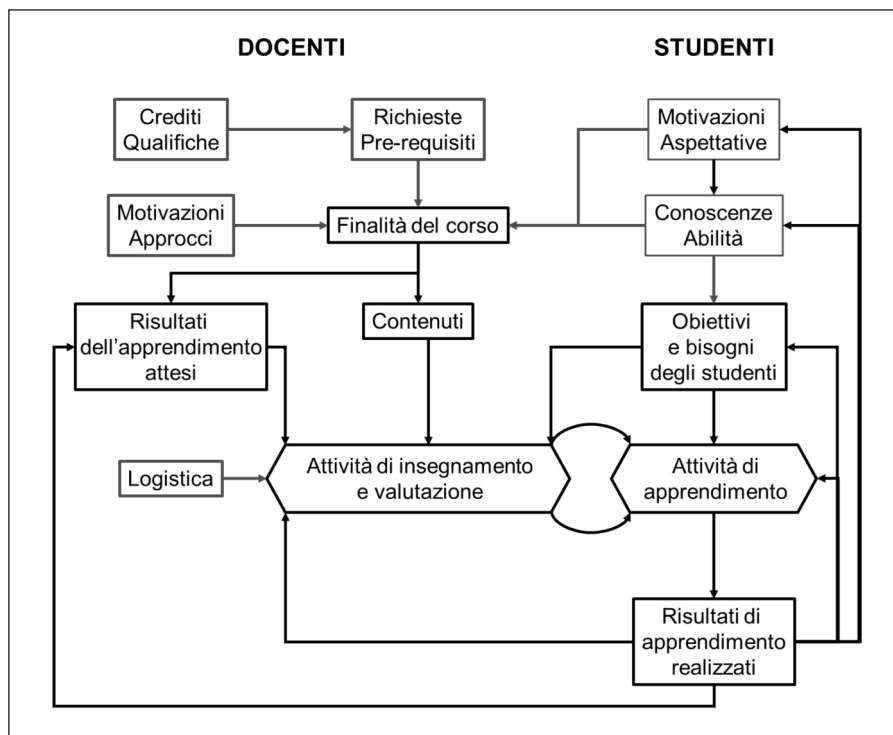 DOCENTI
STUDENTI
Crediti
Qualifiche
Richieste
Pre-requisiti
Motivazioni
Aspettative
Motivazioni
Approcci
Finalità del corso
Conoscenze
Abilità
Risultati
dell'apprendimento
attesi
Contenuti
Obiettivi
e bisogni
degli studenti
Logistica
Attività di insegnamento
e valutazione
Attività di
apprendimento
Risultati di
apprendimento
realizzati